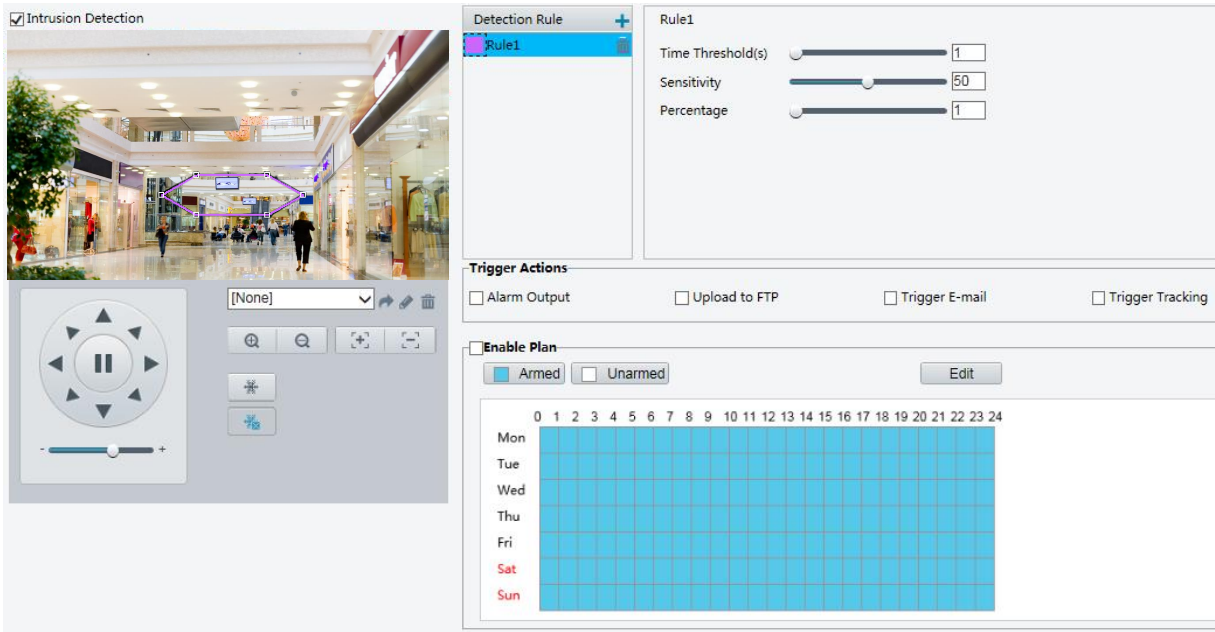 Intrusion Detection
Detection Rule
Rule1
Rule1
Time Threshold(s) 1
Sensitivity 50
Percentage 1
Trigger Actions
Alarm Output Upload to FTP Trigger E-mail Trigger Tracking
[None]
Enable Plan
Armed Unarmed Edit
- +
0 1 2 3 4 5 6 7 8 9 10 11 12 13 14 15 16 17 18 19 20 21 22 23 24
Mon
Tue
Wed
Thu
Fri
Sat
Sun